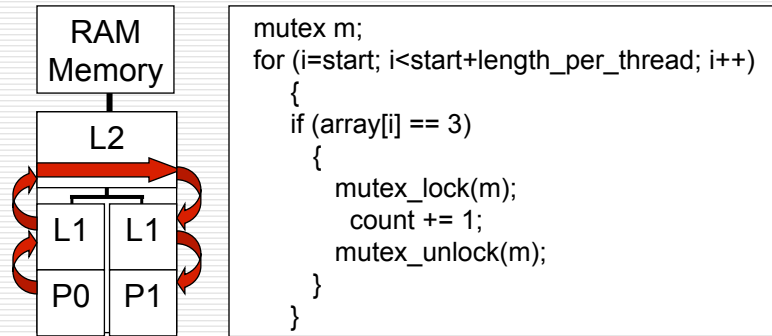 RAM
Memory
L2
L1 L1
P0 P1
mutex m;
for (i=start; i<start+length_per_thread; i++)
{
if (array[i] == 3)
{
mutex_lock(m);
count += 1;
mutex_unlock(m);
}
}